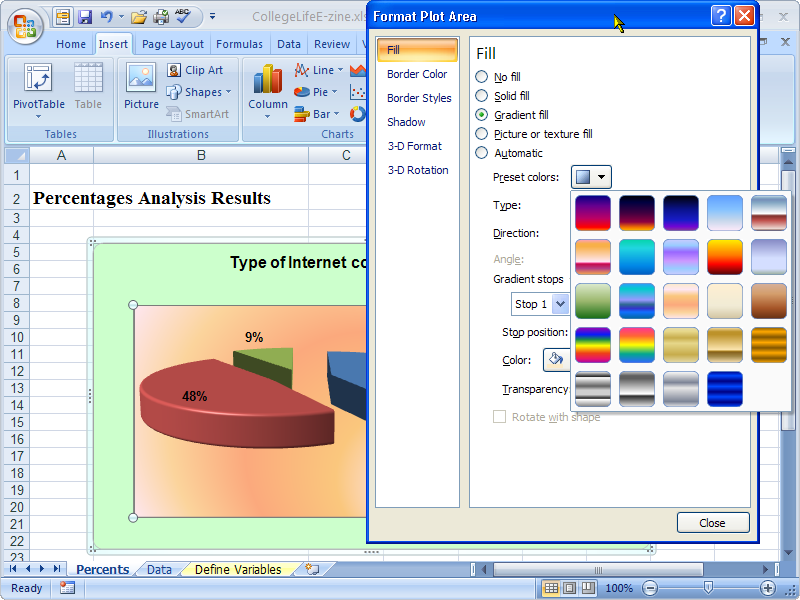 CollegeLifeE-zine.xl
Format Plot Area
Home Insert Page Layout Formulas Data Review
PivotTable
Table
Tables
Picture
Clip Art
Shapes
SmartArt
Illustrations
Column
Line
Pie
Bar
Charts
A B C
1
2 Percentages Analysis Results
3
4
5 Type of Internet co
6
7
8
9
10 9%
11
12
13
14 48%
15
16
17
18
19
20
21
22
23
Fill
Border Color
Border Styles
Shadow
3-D Format
3-D Rotation
Fill
No fill
Solid fill
Gradient fill
Picture or texture fill
Automatic
Preset colors:
Type:
Direction:
Angle:
Gradient stops
Stop 1
Stop position:
Color:
Transparency:
Rotate with shape
Close
Percents Data Define Variables
Ready 100%